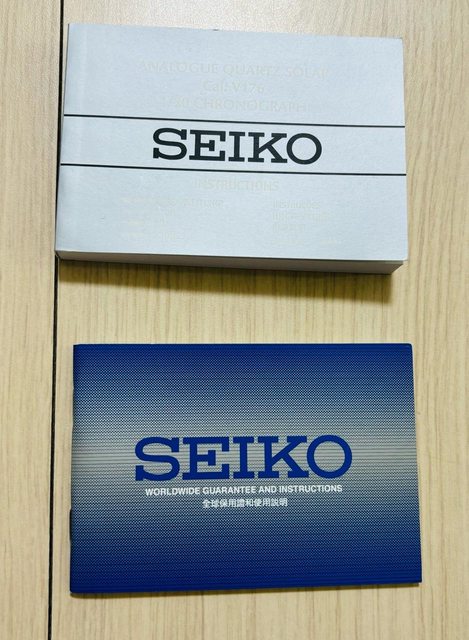 ANALOGUE QUARTZ SOLAR
Cal. V176
1/50 CHRONOGRAPH
SEIKO
INSTRUCTIONS
SEIKO
WORLDWIDE GUARANTEE AND INSTRUCTIONS
全球保用證和使用說明